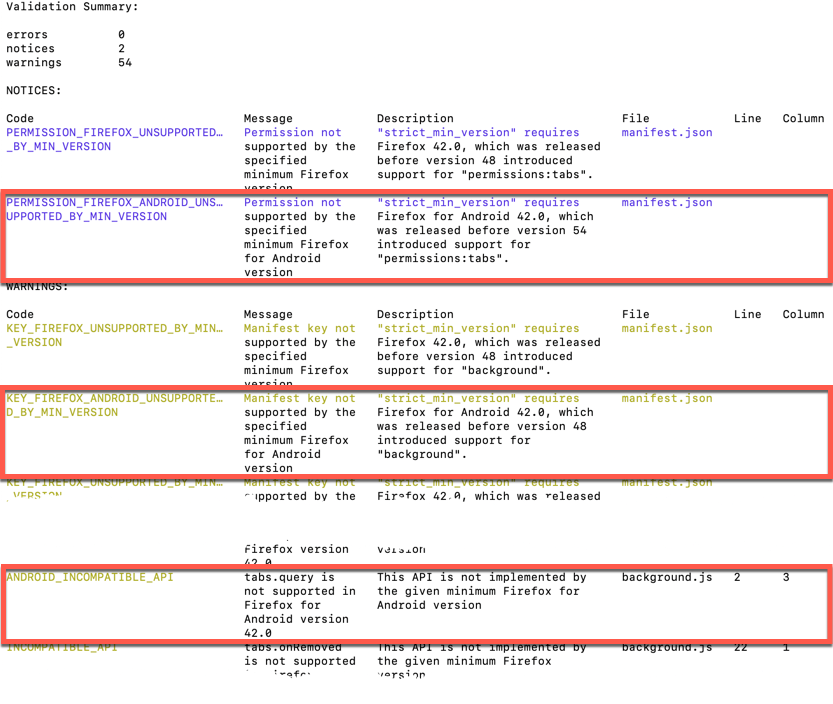 Validation Summary:
errors 0
notices 2
warnings 54
NOTICES:
Code Message Description File Line Column
PERMISSION_FIREFOX_UNSUPPORTED… Permission not "strict_min_version" requires manifest.json
_BY_MIN_VERSION supported by the Firefox 42.0, which was released
specified before version 48 introduced
minimum Firefox support for "permissions:tabs".
version
PERMISSION_FIREFOX_ANDROID_UNS… Permission not "strict_min_version" requires manifest.json
UPPORTED_BY_MIN_VERSION supported by the Firefox for Android 42.0, which
specified was released before version 54
minimum Firefox introduced support for
for Android "permissions:tabs".
version
WARNINGS:
Code Message Description File Line Column
KEY_FIREFOX_UNSUPPORTED_BY_MIN… Manifest key not "strict_min_version" requires manifest.json
_VERSION supported by the Firefox 42.0, which was released
specified before version 48 introduced
minimum Firefox support for "background".
version
KEY_FIREFOX_ANDROID_UNSUPPORTE… Manifest key not "strict_min_version" requires manifest.json
D_BY_MIN_VERSION supported by the Firefox for Android 42.0, which
specified was released before version 48
minimum Firefox introduced support for
for Android "background".
version
KEY_FIREFOX_UNSUPPORTED_BY_MIN… Manifest key not "strict_min_version" requires manifest.json
_VERSION supported by the Firefox 42.0, which was released
Firefox version version
42.0
ANDROID_INCOMPATIBLE_API tabs.query is This API is not implemented by background.js 2 3
not supported in the given minimum Firefox for
Firefox for Android version
Android version
42.0
INCOMPATIBLE_API tabs.onRemoved This API is not implemented by background.js 22 1
is not supported the given minimum Firefox
version